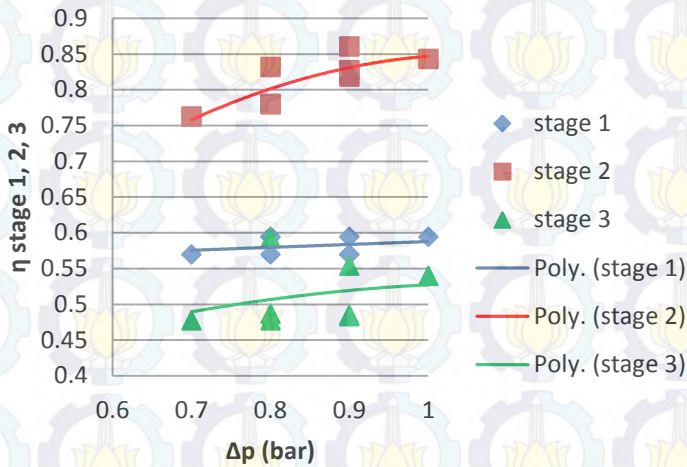 0.9
0.85
0.8
0.75
0.7
0.65
0.6
0.55
0.5
0.45
0.4
η stage 1, 2, 3
0.6 0.7 0.8 0.9 1
Δp (bar)
stage 1
stage 2
stage 3
Poly. (stage 1)
Poly. (stage 2)
Poly. (stage 3)